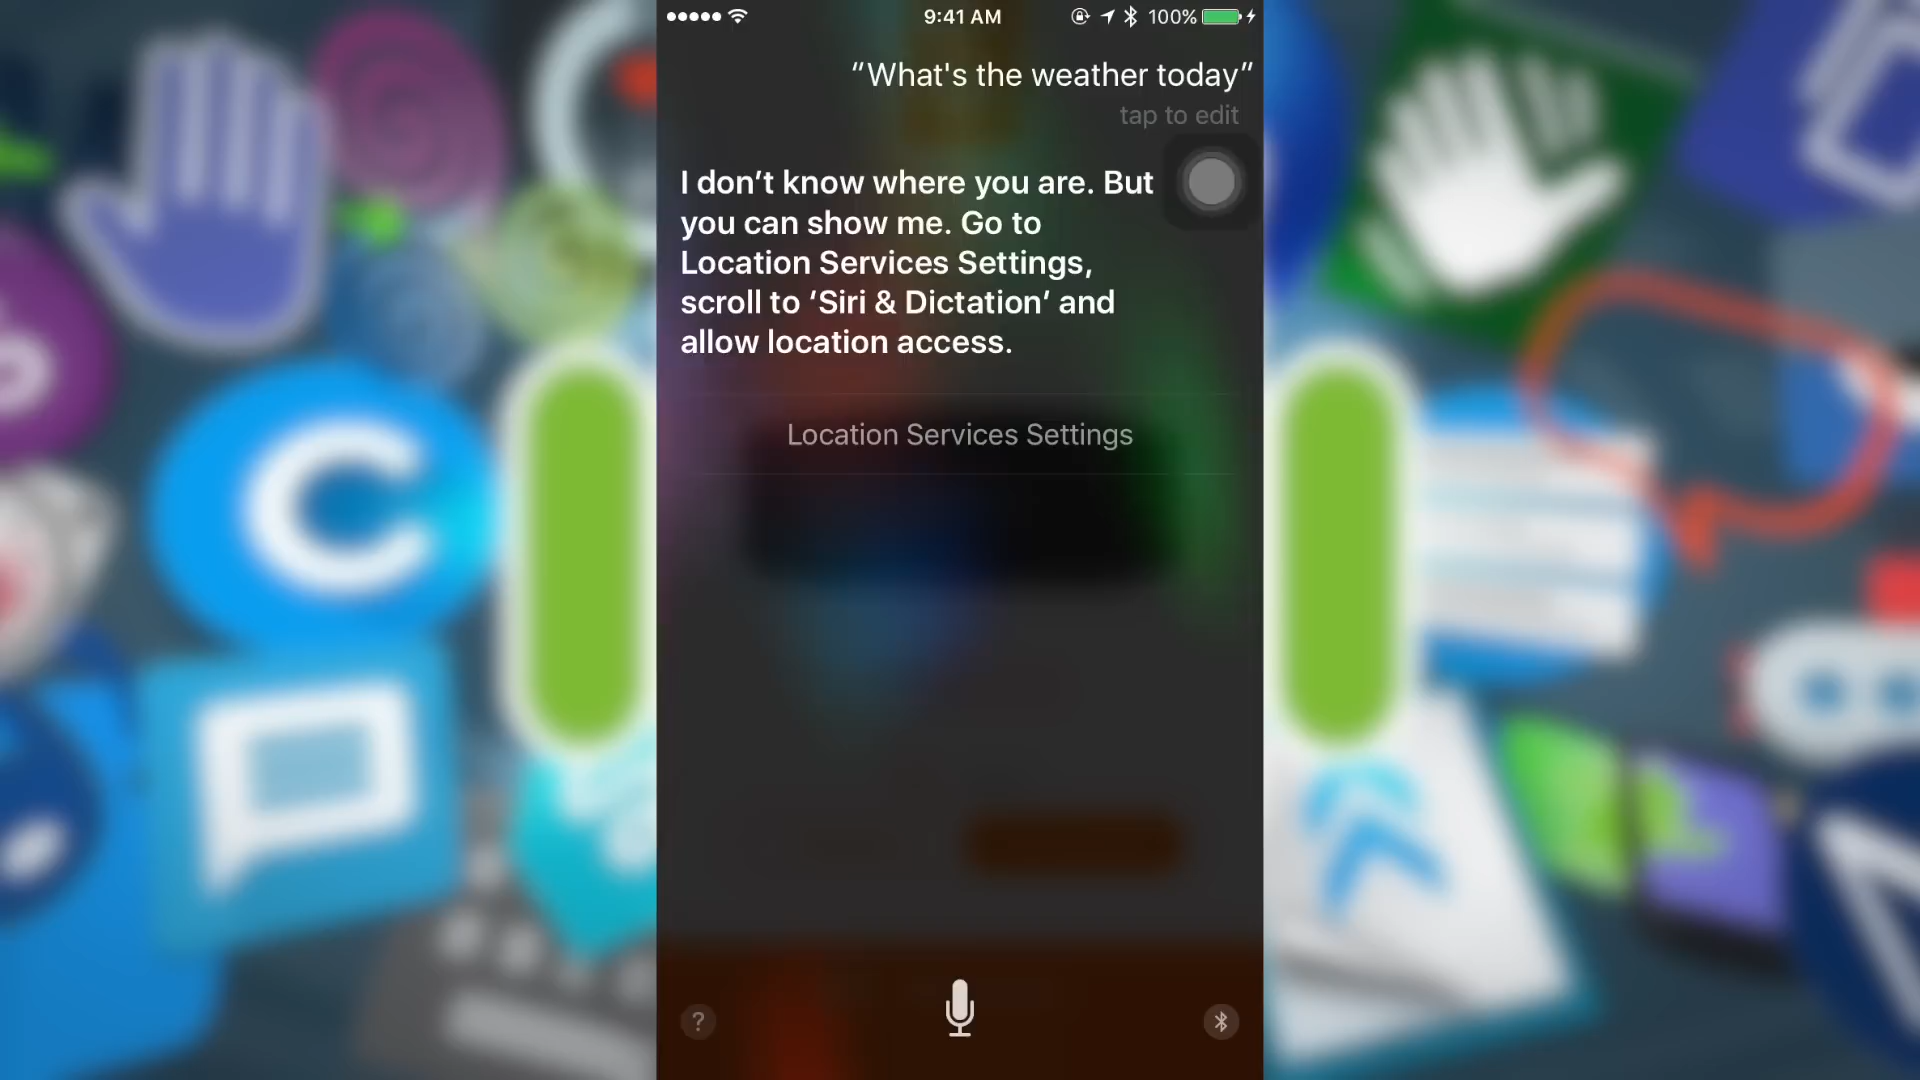 9:41 AM
100%
“What's the weather today”
tap to edit
I don’t know where you are. But
you can show me. Go to
Location Services Settings,
scroll to ‘Siri & Dictation’ and
allow location access.
Location Services Settings
?